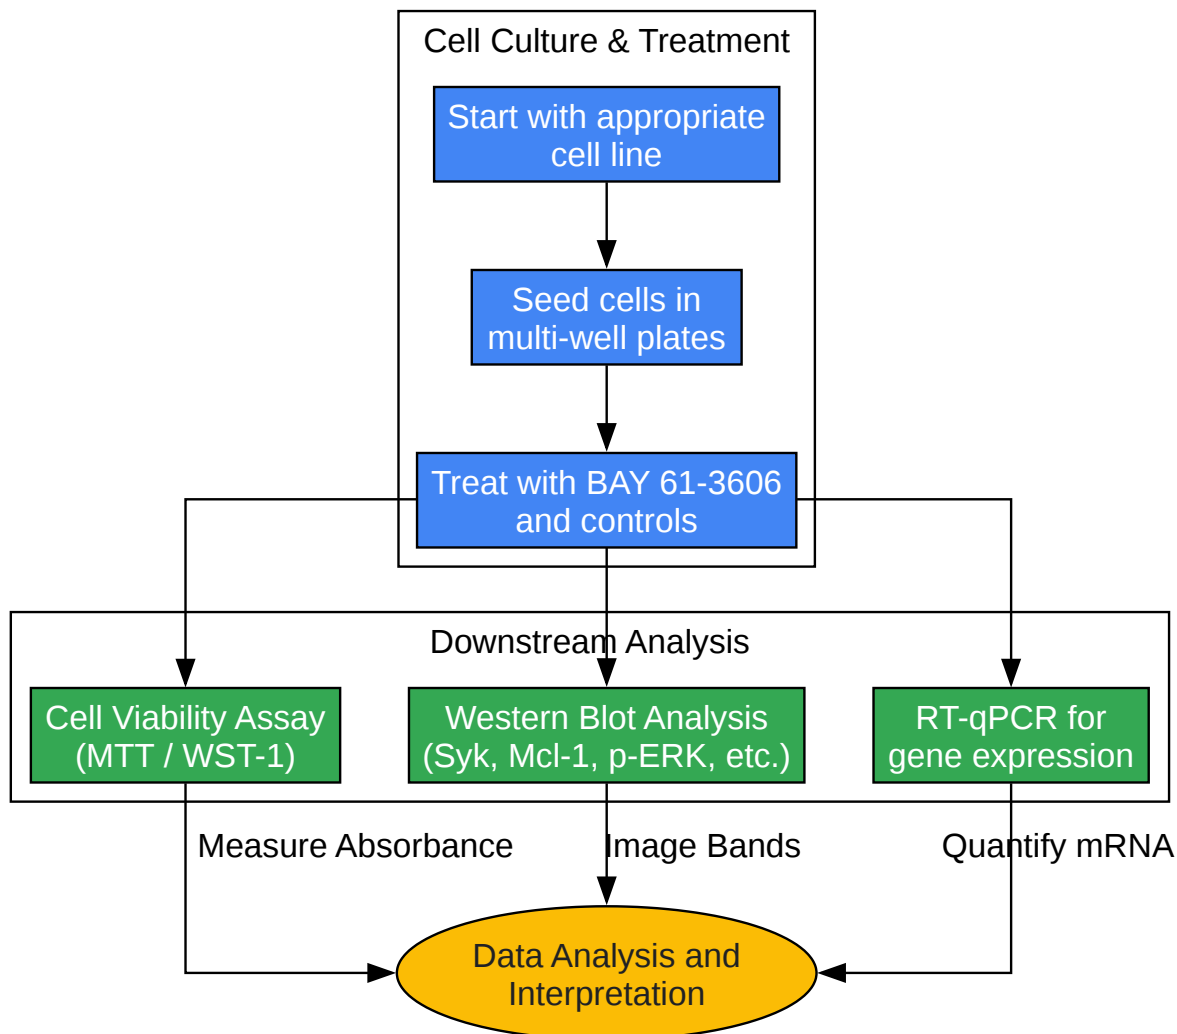 Cell Culture & Treatment
Start with appropriate
cell line
Seed cells in
multi-well plates
Treat with BAY 61-3606
and controls
Downstream Analysis
Cell Viability Assay
(MTT / WST-1)
Western Blot Analysis
(Syk, Mcl-1, p-ERK, etc.)
RT-qPCR for
gene expression
Measure Absorbance
Image Bands
Quantify mRNA
Data Analysis and
Interpretation